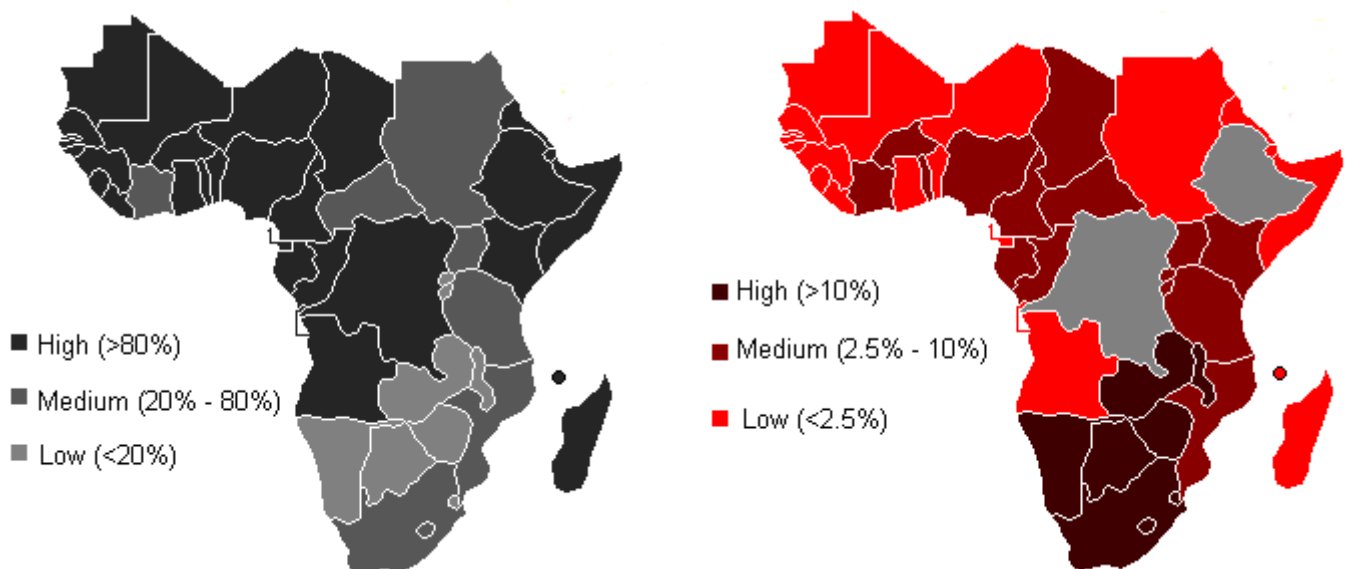 High (>80%)
Medium (20% - 80%)
Low (<20%)
High (>10%)
Medium (2.5% - 10%)
Low (<2.5%)